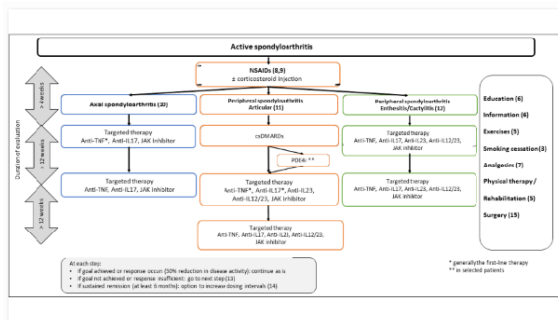 Active spondyloarthritis
NSAIDs (8,9)
± corticosteroid injection
Duration of evaluation
> 4 weeks
> 12 weeks
> 12 weeks
Axial spondyloarthritis (10)
Targeted therapy
Anti-TNF*, Anti-IL17, JAK inhibitor
Targeted therapy
Anti-TNF, Anti-IL17, JAK inhibitor
Peripheral spondyloarthritis
Articular (11)
csDMARDs
PDE4i **
Targeted therapy
Anti-TNF*, Anti-IL17*, Anti-IL23,
Anti-IL12/23, JAK inhibitor
Targeted therapy
Anti-TNF, Anti-IL17, Anti-IL23, Anti-IL12/23,
JAK inhibitor
Peripheral spondyloarthritis
Enthesitis/Dactylitis (12)
Targeted therapy
Anti-TNF, Anti-IL17, Anti-IL23, Anti-IL12/23,
JAK inhibitor
Targeted therapy
Anti-TNF, Anti-IL17, Anti-IL23, Anti-IL12/23,
JAK inhibitor
Education (6)
Information (6)
Exercises (5)
Smoking cessation(3)
Analgesics (7)
Physical therapy /
Rehabilitation (5)
Surgery (15)
At each step:
• If goal achieved or response occurs (50% reduction in disease activity): continue as is
• If goal not achieved or response insufficient: go to next step (13)
• If sustained remission (at least 6 months): option to increase dosing intervals (14)
* generally the first-line therapy
** in selected patients